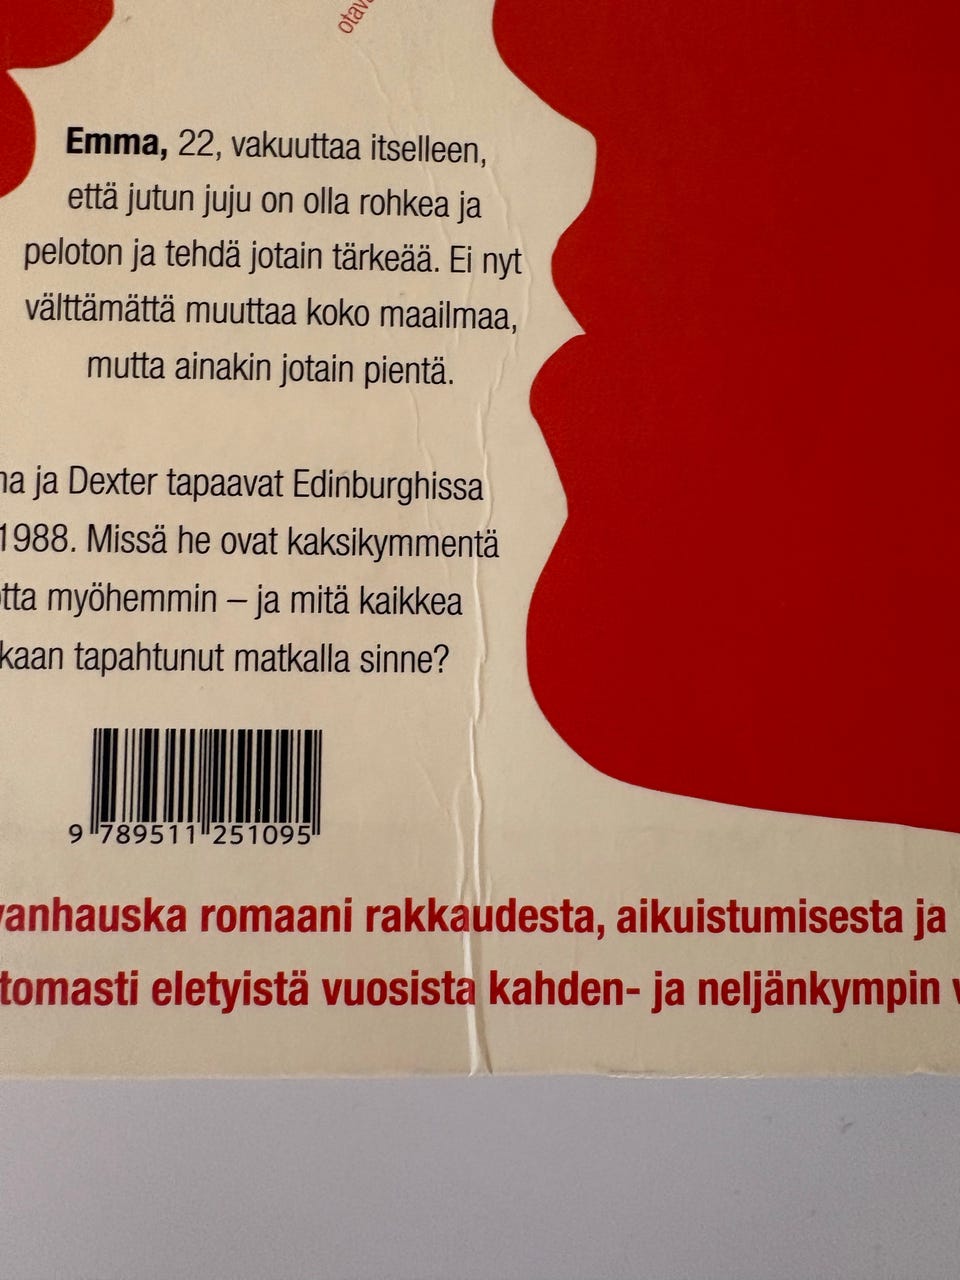 Emma, 22, vakuuttaa itselleen,
että jutun juju on olla rohkea ja
peloton ja tehdä jotain tärkeää. Ei nyt
välttämättä muuttaa koko maailmaa,
mutta ainakin jotain pientä.
ja Dexter tapaavat Edinburghissa
1988. Missä he ovat kaksikymmentä
myöhemmin – ja mitä kaikkea
tapahtunut matkalla sinne?
9 789511 251095
romaani rakkaudesta, aikuistumisesta ja
eletyistä vuosista kahden- ja neljänkympin